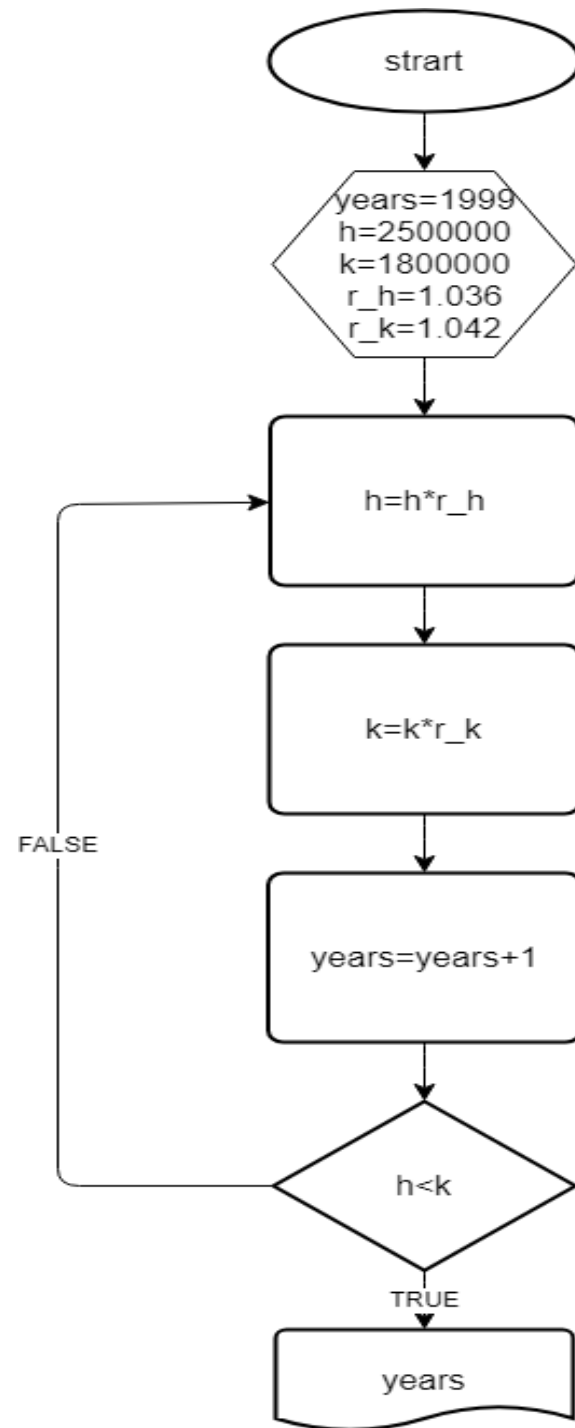 strart
years=1999
h=2500000
k=1800000
r_h=1.036
r_k=1.042
h=h*r_h
k=k*r_k
FALSE
years=years+1
h<k
TRUE
years